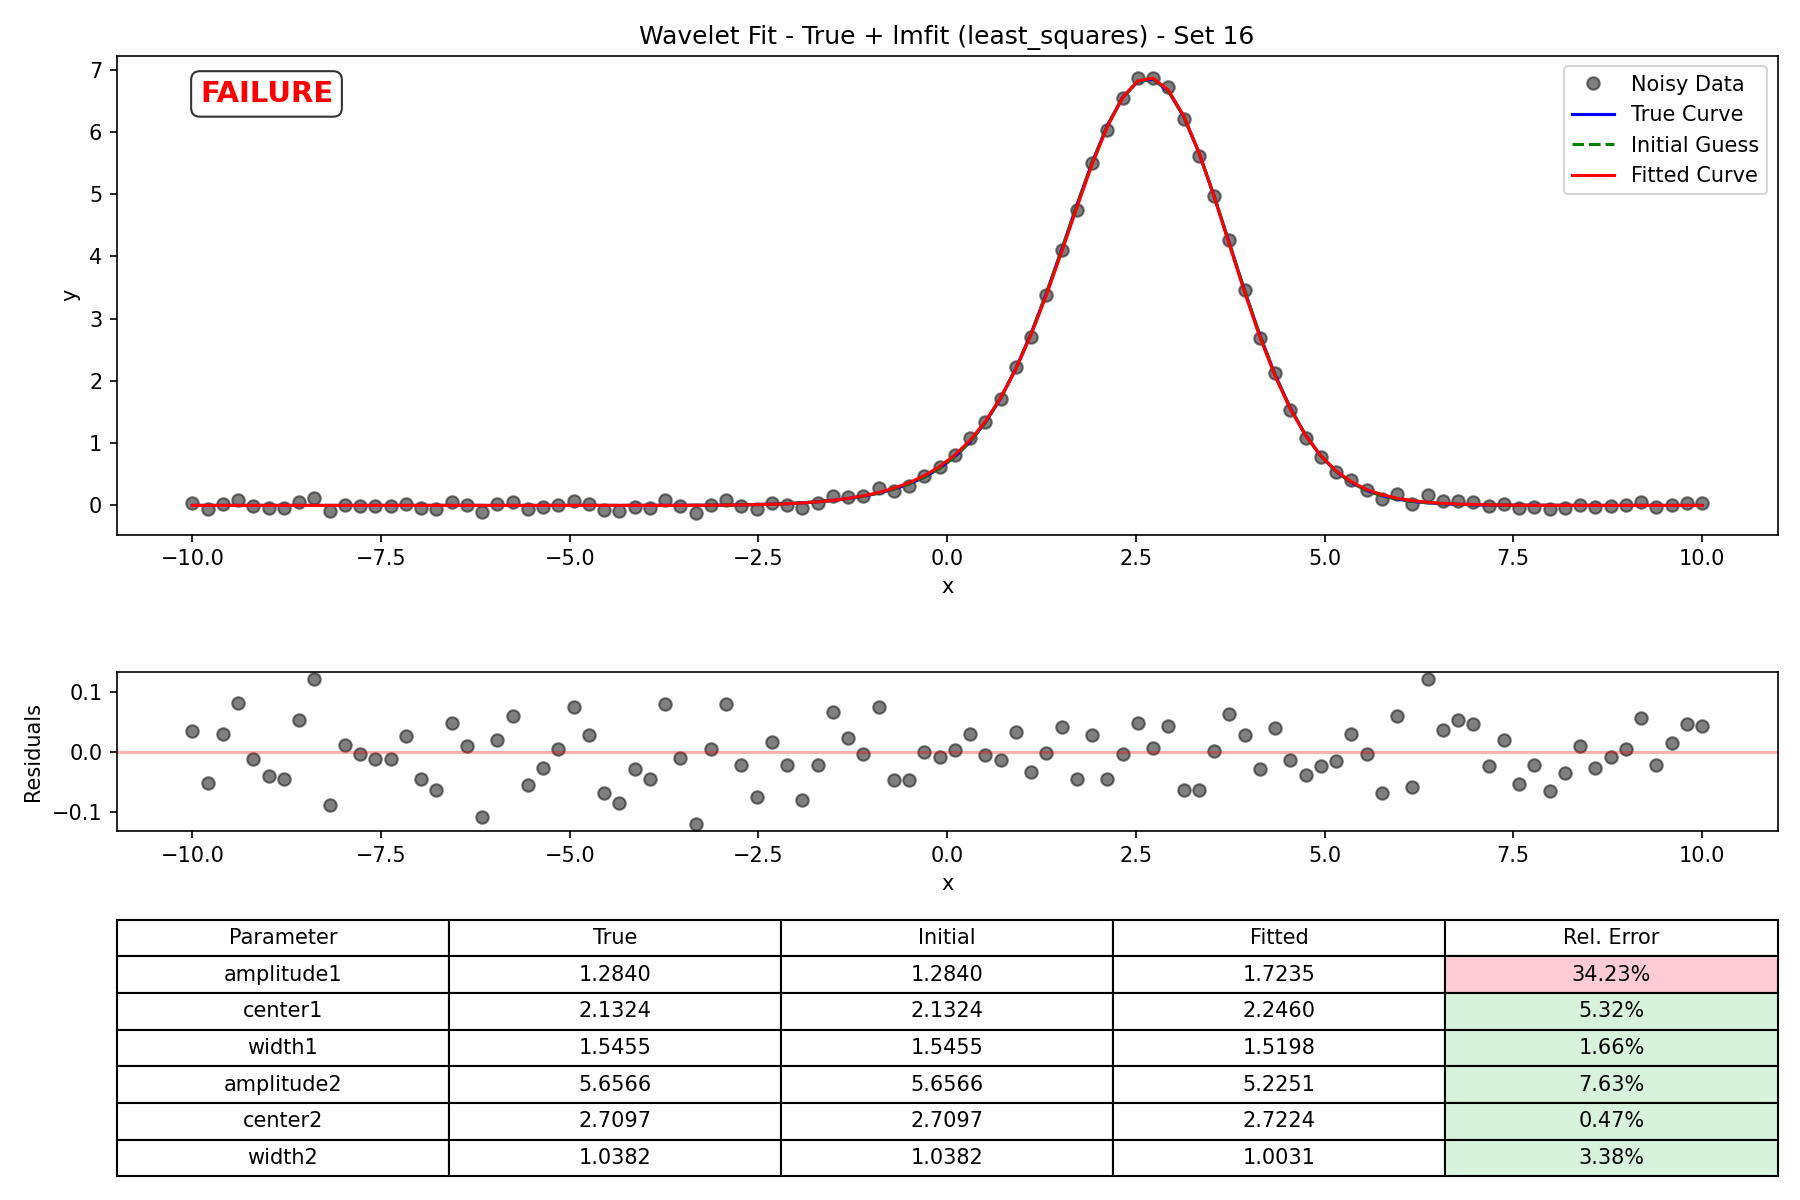 Wavelet Fit - True + lmfit (least_squares) - Set 16
FAILURE
Noisy Data
True Curve
Initial Guess
Fitted Curve
y
7
6
5
4
3
2
1
0
−10.0 −7.5 −5.0 −2.5 0.0 2.5 5.0 7.5 10.0
x
Residuals
0.1
0.0
−0.1
−10.0 −7.5 −5.0 −2.5 0.0 2.5 5.0 7.5 10.0
x
Parameter True Initial Fitted Rel. Error
amplitude1 1.2840 1.2840 1.7235 34.23%
center1 2.1324 2.1324 2.2460 5.32%
width1 1.5455 1.5455 1.5198 1.66%
amplitude2 5.6566 5.6566 5.2251 7.63%
center2 2.7097 2.7097 2.7224 0.47%
width2 1.0382 1.0382 1.0031 3.38%